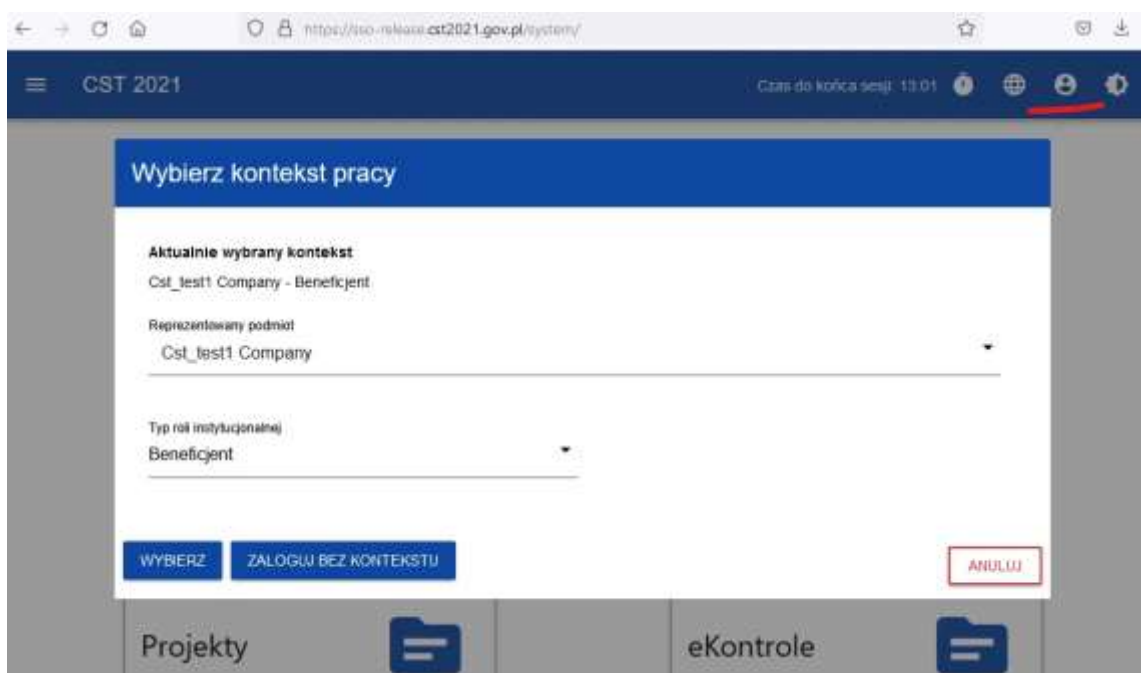 https://sso-release.cst2021.gov.pl/system/
CST 2021
Czas do końca sesji: 13:01
Wybierz kontekst pracy
Aktualnie wybrany kontekst
Cst_test1 Company - Beneficjent
Reprezentowany podmiot
Cst_test1 Company
Typ roli instytucjonalnej
Beneficjent
WYBIERZ
ZALOGUJ BEZ KONTEKSTU
ANULUJ
Projekty
eKontrole